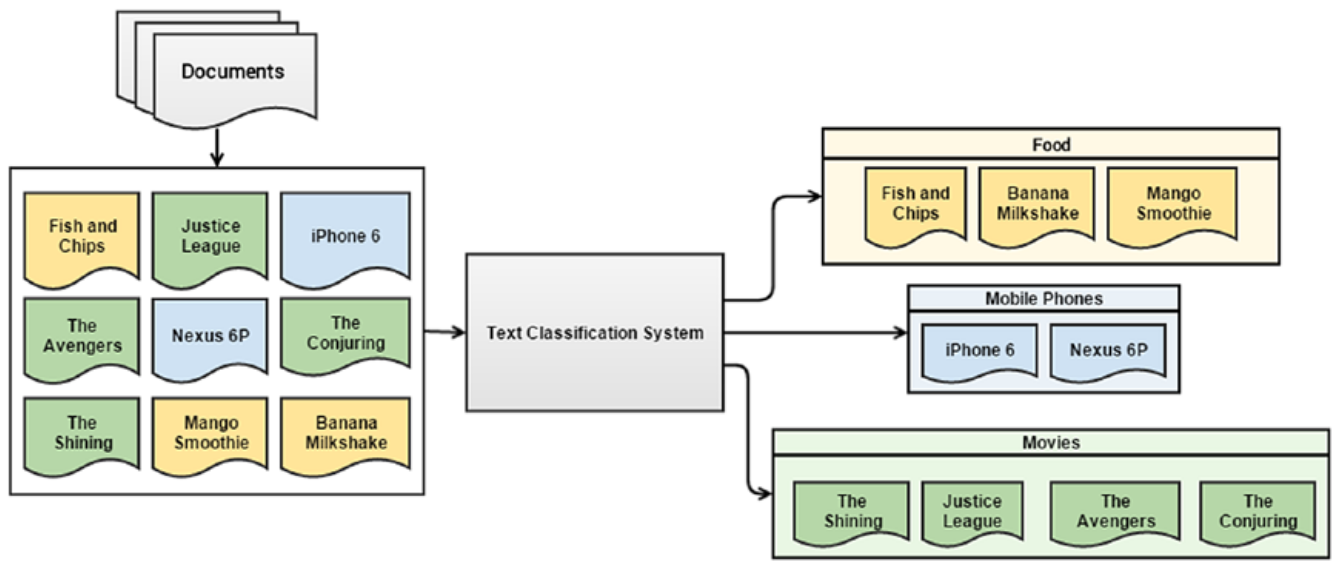 Documents
Fish and
Chips
Justice
League
iPhone 6
The
Avengers
Nexus 6P
The
Conjuring
The
Shining
Mango
Smoothie
Banana
Milkshake
Text Classification System
Food
Fish and
Chips
Banana
Milkshake
Mango
Smoothie
Mobile Phones
iPhone 6
Nexus 6P
Movies
The
Shining
Justice
League
The
Avengers
The
Conjuring